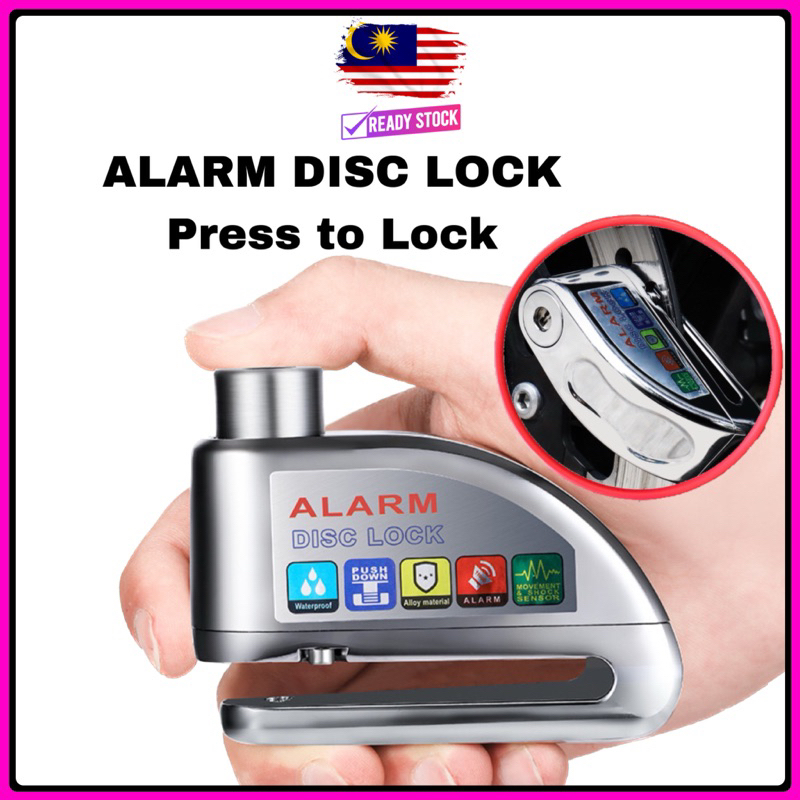 READY STOCK
ALARM DISC LOCK
Press to Lock
ALARM
DISC LOCK
PUSH
DOWN
Waterproof
Alloy material
ALARM
MOVEMENT
& SHOCK
SENSOR
ALARM